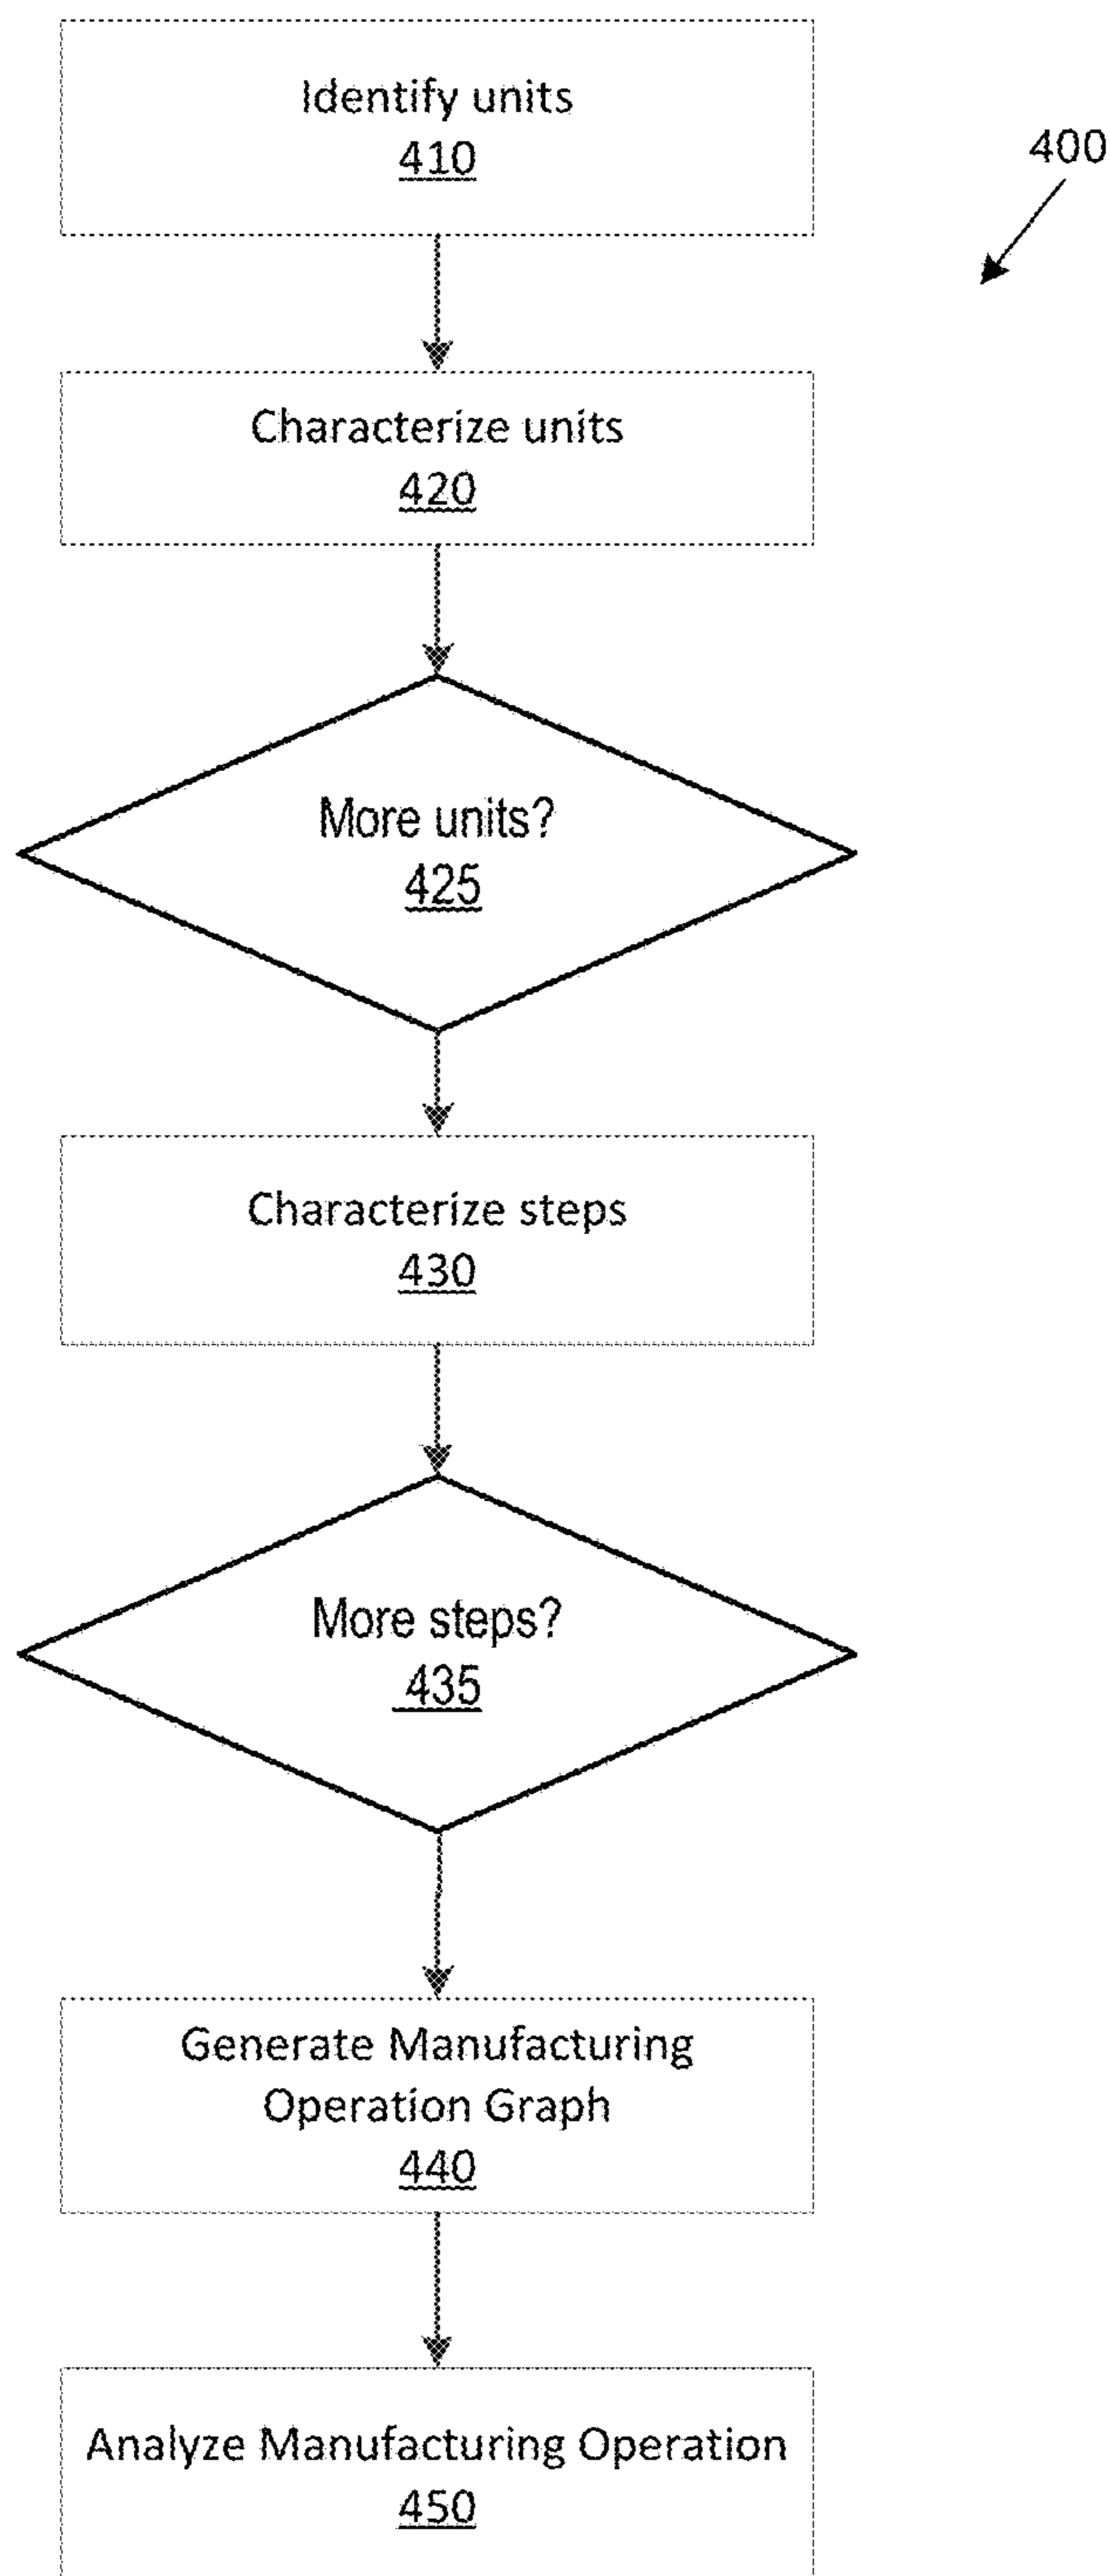 Identify units
410
400
Characterize units
420
More units?
425
Characterize steps
430
More steps?
435
Generate Manufacturing
Operation Graph
440
Analyze Manufacturing Operation
450